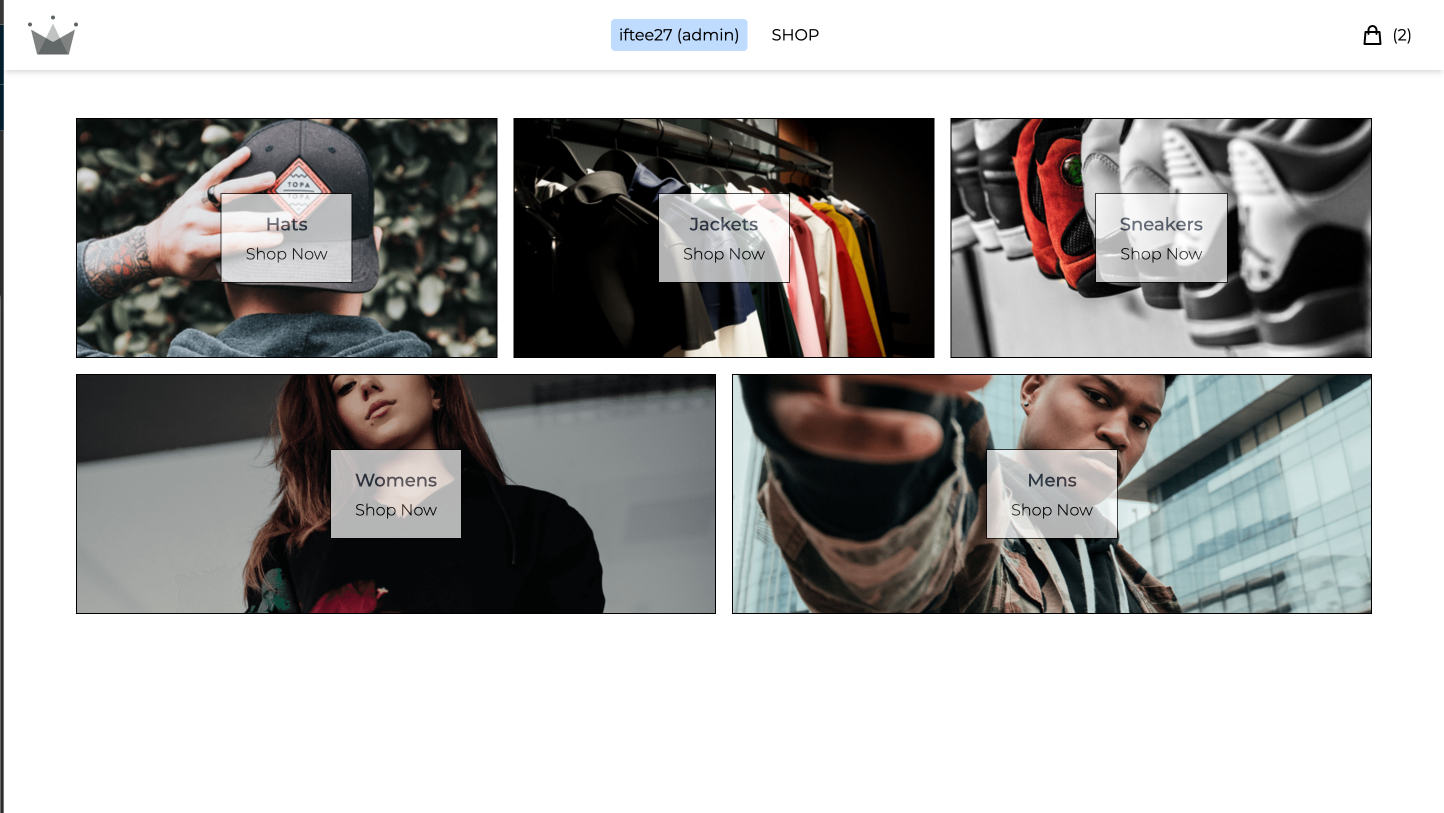 iftee27 (admin)
SHOP
(2)
TOPA
TOPA
Hats
Shop Now
Jackets
Shop Now
Sneakers
Shop Now
Womens
Shop Now
Mens
Shop Now